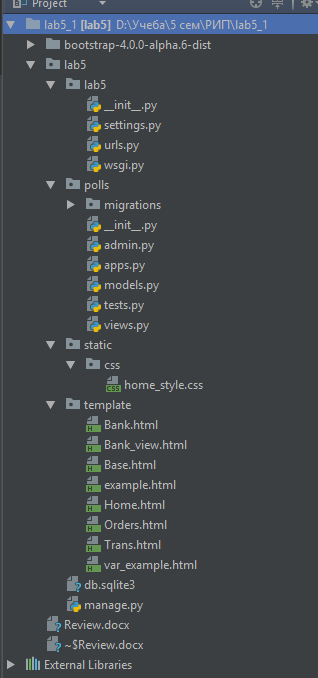 Project
lab5_1 [lab5] D:\Учеба\5 сем\РИП\lab5_1
bootstrap-4.0.0-alpha.6-dist
lab5
lab5
__init__.py
settings.py
urls.py
wsgi.py
polls
migrations
__init__.py
admin.py
apps.py
models.py
tests.py
views.py
static
css
home_style.css
template
Bank.html
Bank_view.html
Base.html
example.html
Home.html
Orders.html
Trans.html
var_example.html
db.sqlite3
manage.py
Review.docx
~$Review.docx
External Libraries